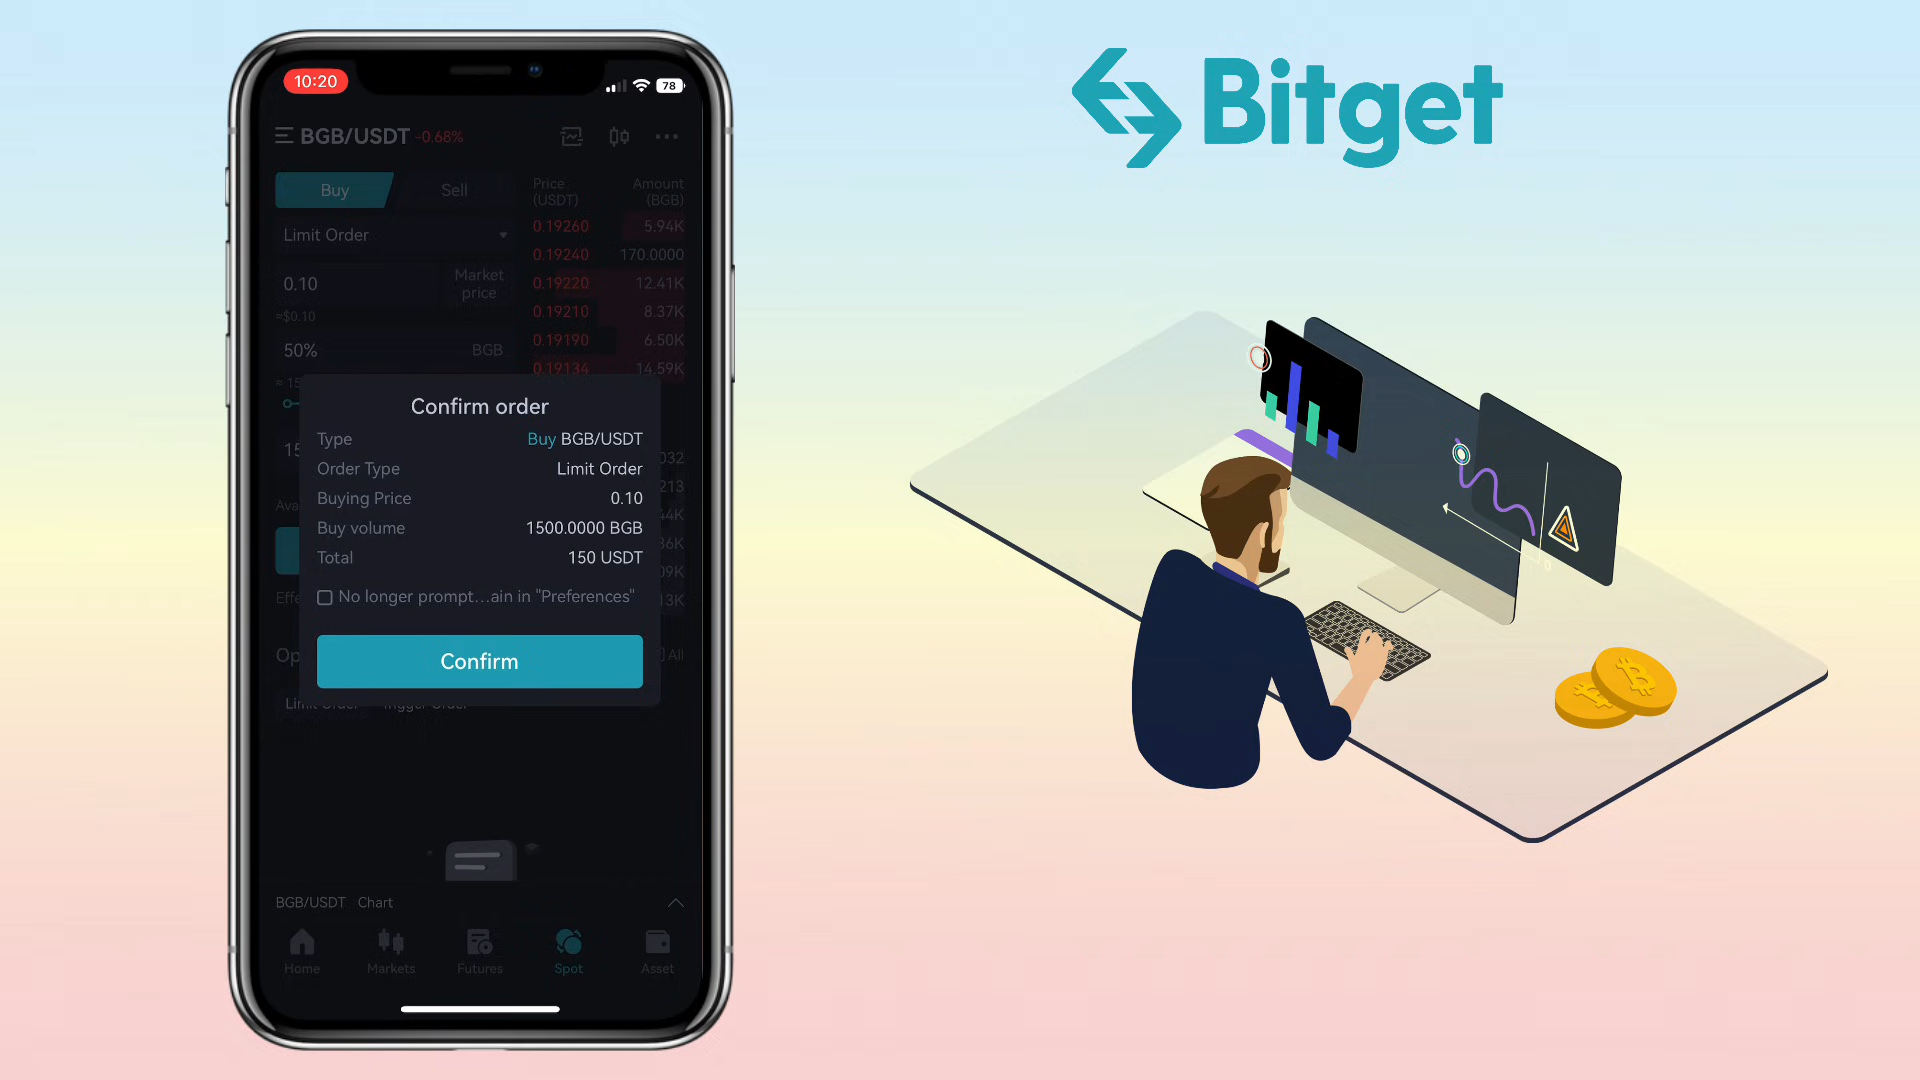 10:20
78
BGB/USDT -0.68%
Buy
Sell
Price
(USDT)
Amount
(BGB)
Limit Order
0.19260 5.94K
0.19240 170.0000
0.10
Market
price
0.19220 12.41K
≈$0.10
0.19210 8.37K
50% BGB
0.19190 6.50K
0.19134 14.59K
Confirm order
Type Buy BGB/USDT
Order Type Limit Order
Buying Price 0.10
Buy volume 1500.0000 BGB
Total 150 USDT
No longer prompt...ain in "Preferences"
Confirm
All
BGB/USDT Chart
Home
Markets
Futures
Spot
Asset
Bitget